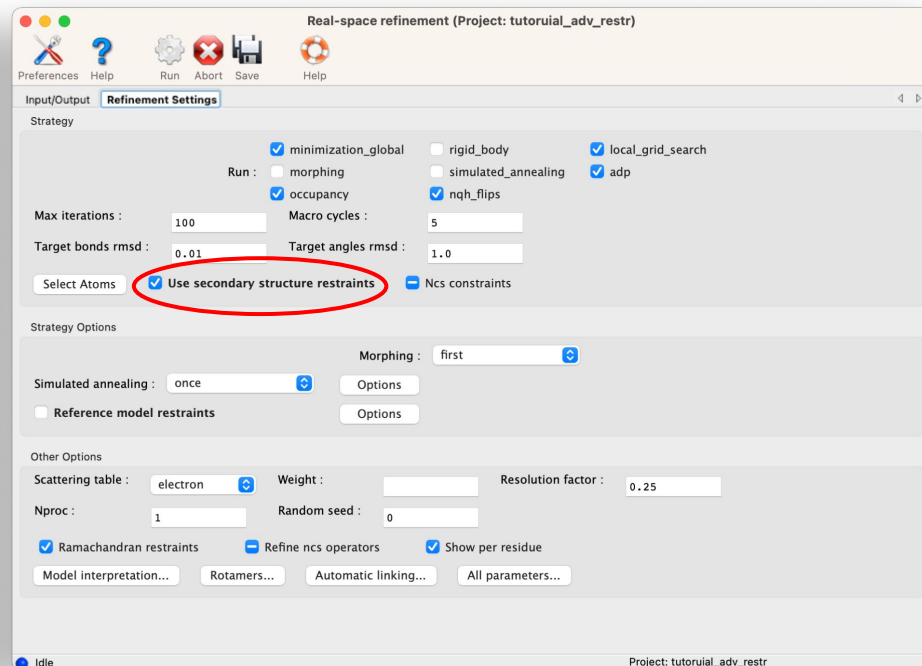 Real-space refinement (Project: tutoruial_adv_restr)
Preferences Help Run Abort Save Help
Input/Output Refinement Settings
Strategy
minimization_global rigid_body local_grid_search
Run : morphing simulated_annealing adp
occupancy nqh_flips
Max iterations : 100 Macro cycles : 5
Target bonds rmsd : 0.01 Target angles rmsd : 1.0
Select Atoms Use secondary structure restraints Ncs constraints
Strategy Options
Morphing : first
Simulated annealing : once Options
Reference model restraints Options
Other Options
Scattering table : electron Weight : Resolution factor : 0.25
Nproc : 1 Random seed : 0
Ramachandran restraints Refine ncs operators Show per residue
Model interpretation... Rotamers... Automatic linking... All parameters...
Idle Project: tutoruial_adv_restr